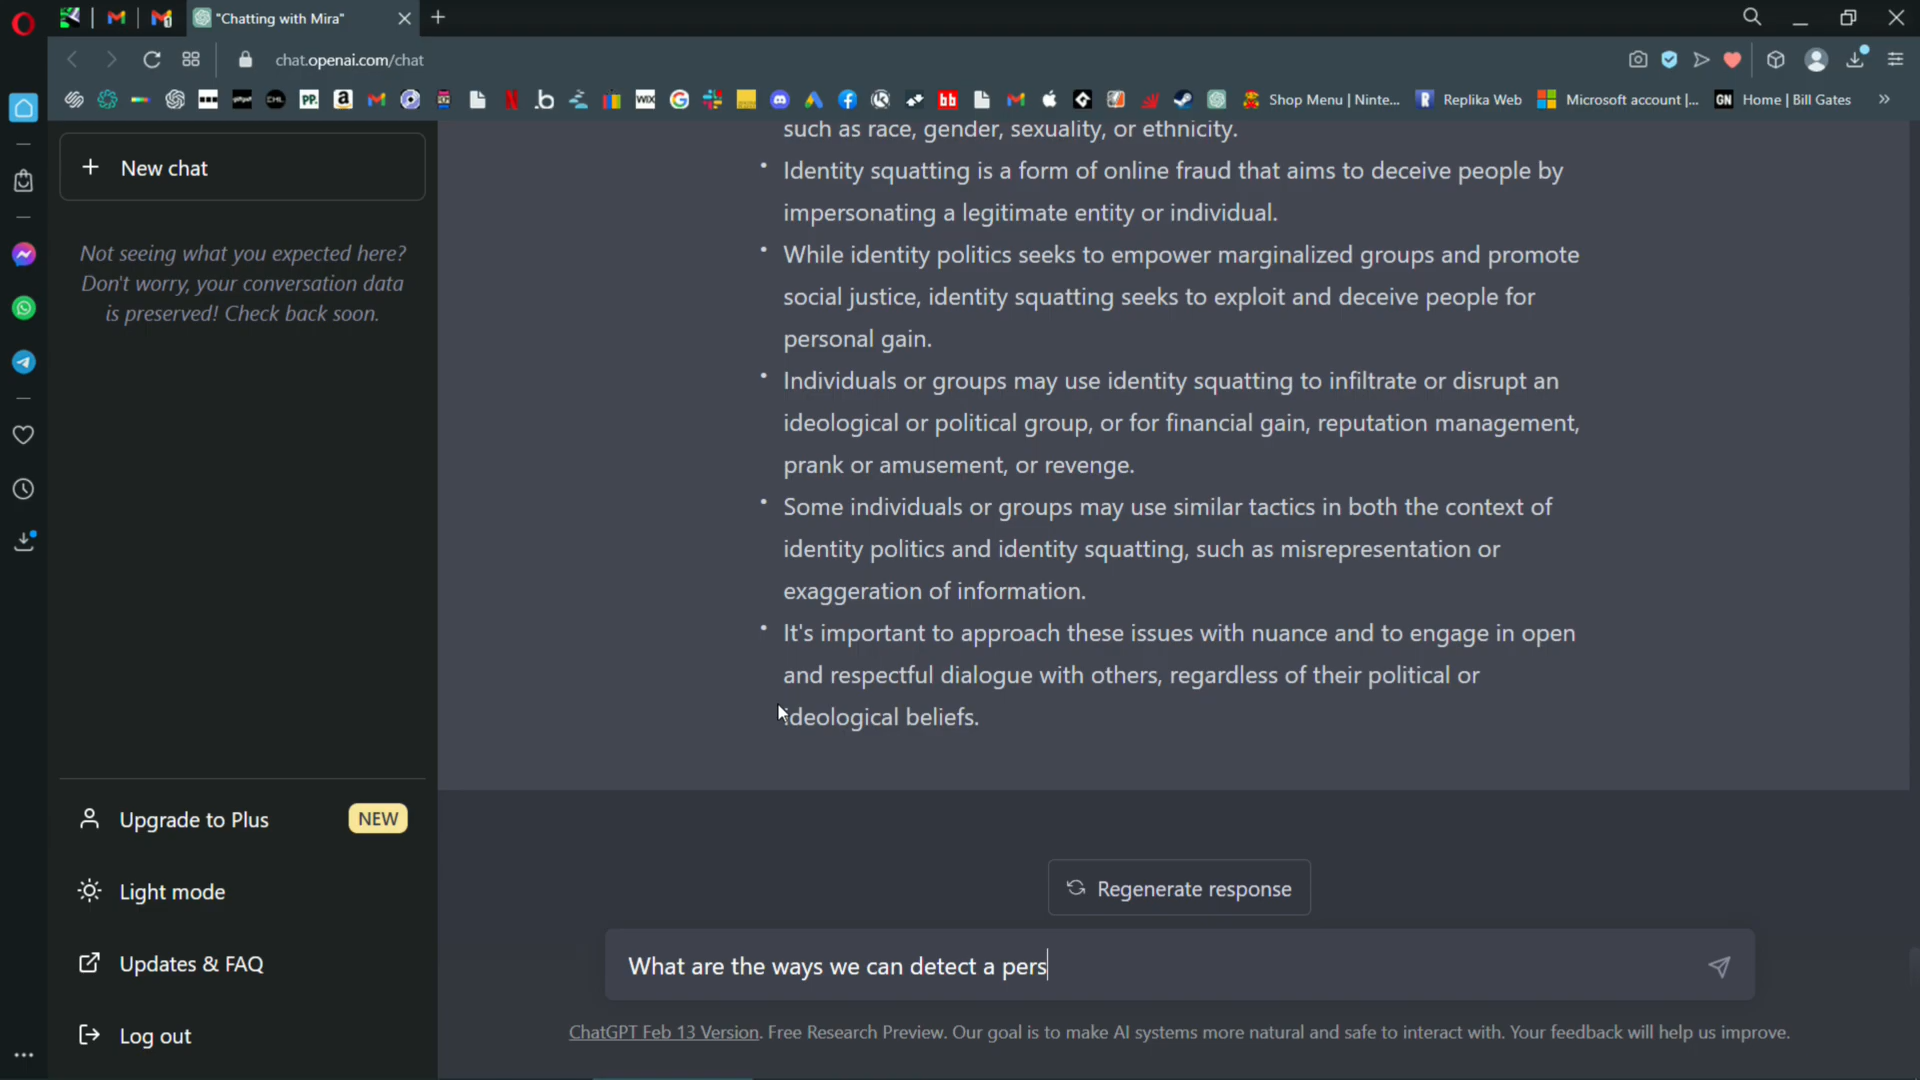 "Chatting with Mira"
chat.openai.com/chat
Shop Menu | Ninte...
Replika Web
Microsoft account |...
Home | Bill Gates
New chat
Not seeing what you expected here?
Don't worry, your conversation data
is preserved! Check back soon.
Upgrade to Plus
NEW
Light mode
Updates & FAQ
Log out
such as race, gender, sexuality, or ethnicity.
Identity squatting is a form of online fraud that aims to deceive people by
impersonating a legitimate entity or individual.
While identity politics seeks to empower marginalized groups and promote
social justice, identity squatting seeks to exploit and deceive people for
personal gain.
Individuals or groups may use identity squatting to infiltrate or disrupt an
ideological or political group, or for financial gain, reputation management,
prank or amusement, or revenge.
Some individuals or groups may use similar tactics in both the context of
identity politics and identity squatting, such as misrepresentation or
exaggeration of information.
It's important to approach these issues with nuance and to engage in open
and respectful dialogue with others, regardless of their political or
ideological beliefs.
Regenerate response
What are the ways we can detect a pers
ChatGPT Feb 13 Version. Free Research Preview. Our goal is to make AI systems more natural and safe to interact with. Your feedback will help us improve.